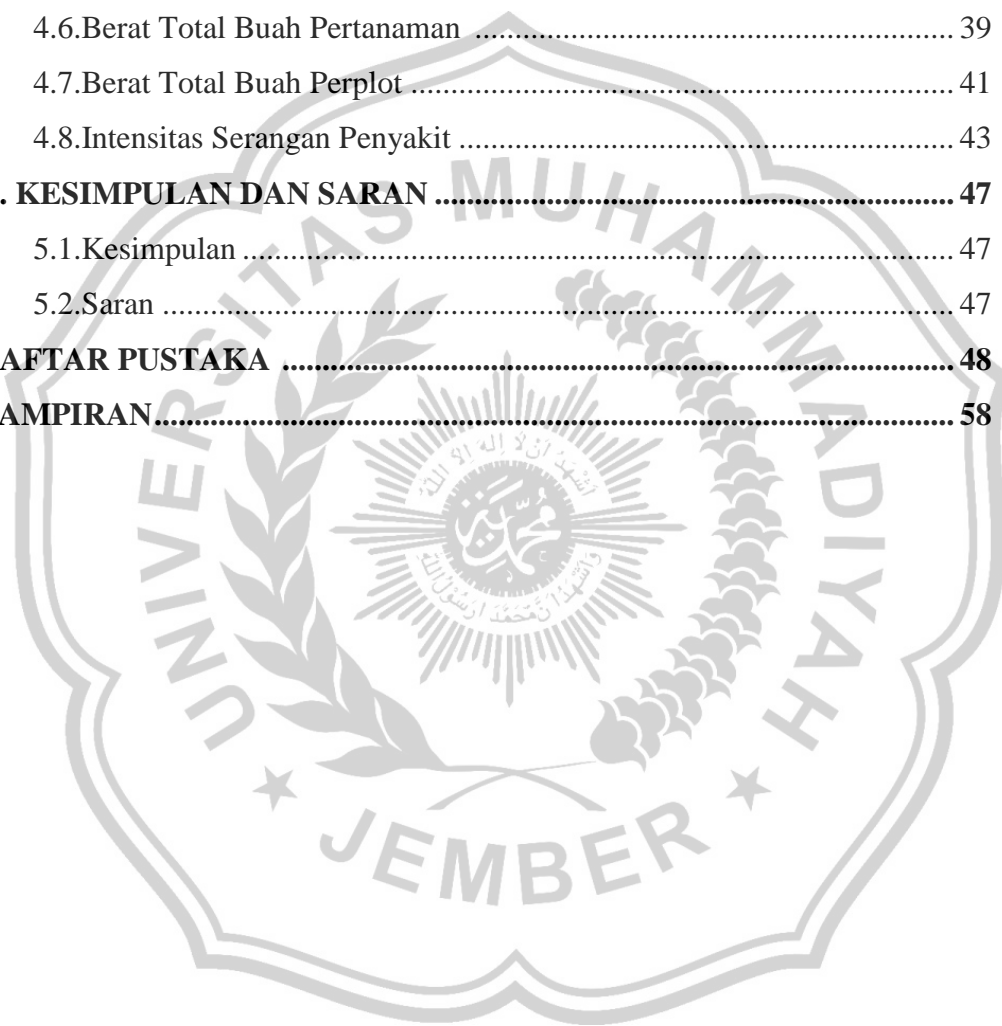 4.6.Berat Total Buah Pertanaman ........................................................... 39
4.7.Berat Total Buah Perplot ................................................................... 41
4.8.Intensitas Serangan Penyakit ............................................................. 43
. KESIMPULAN DAN SARAN ................................................................ 47
5.1.Kesimpulan ........................................................................................ 47
5.2.Saran .................................................................................................. 47
AFTAR PUSTAKA ................................................................................... 48
AMPIRAN.................................................................................................. 58
UNIVERSITAS MUHAMMADIYAH
JEMBER